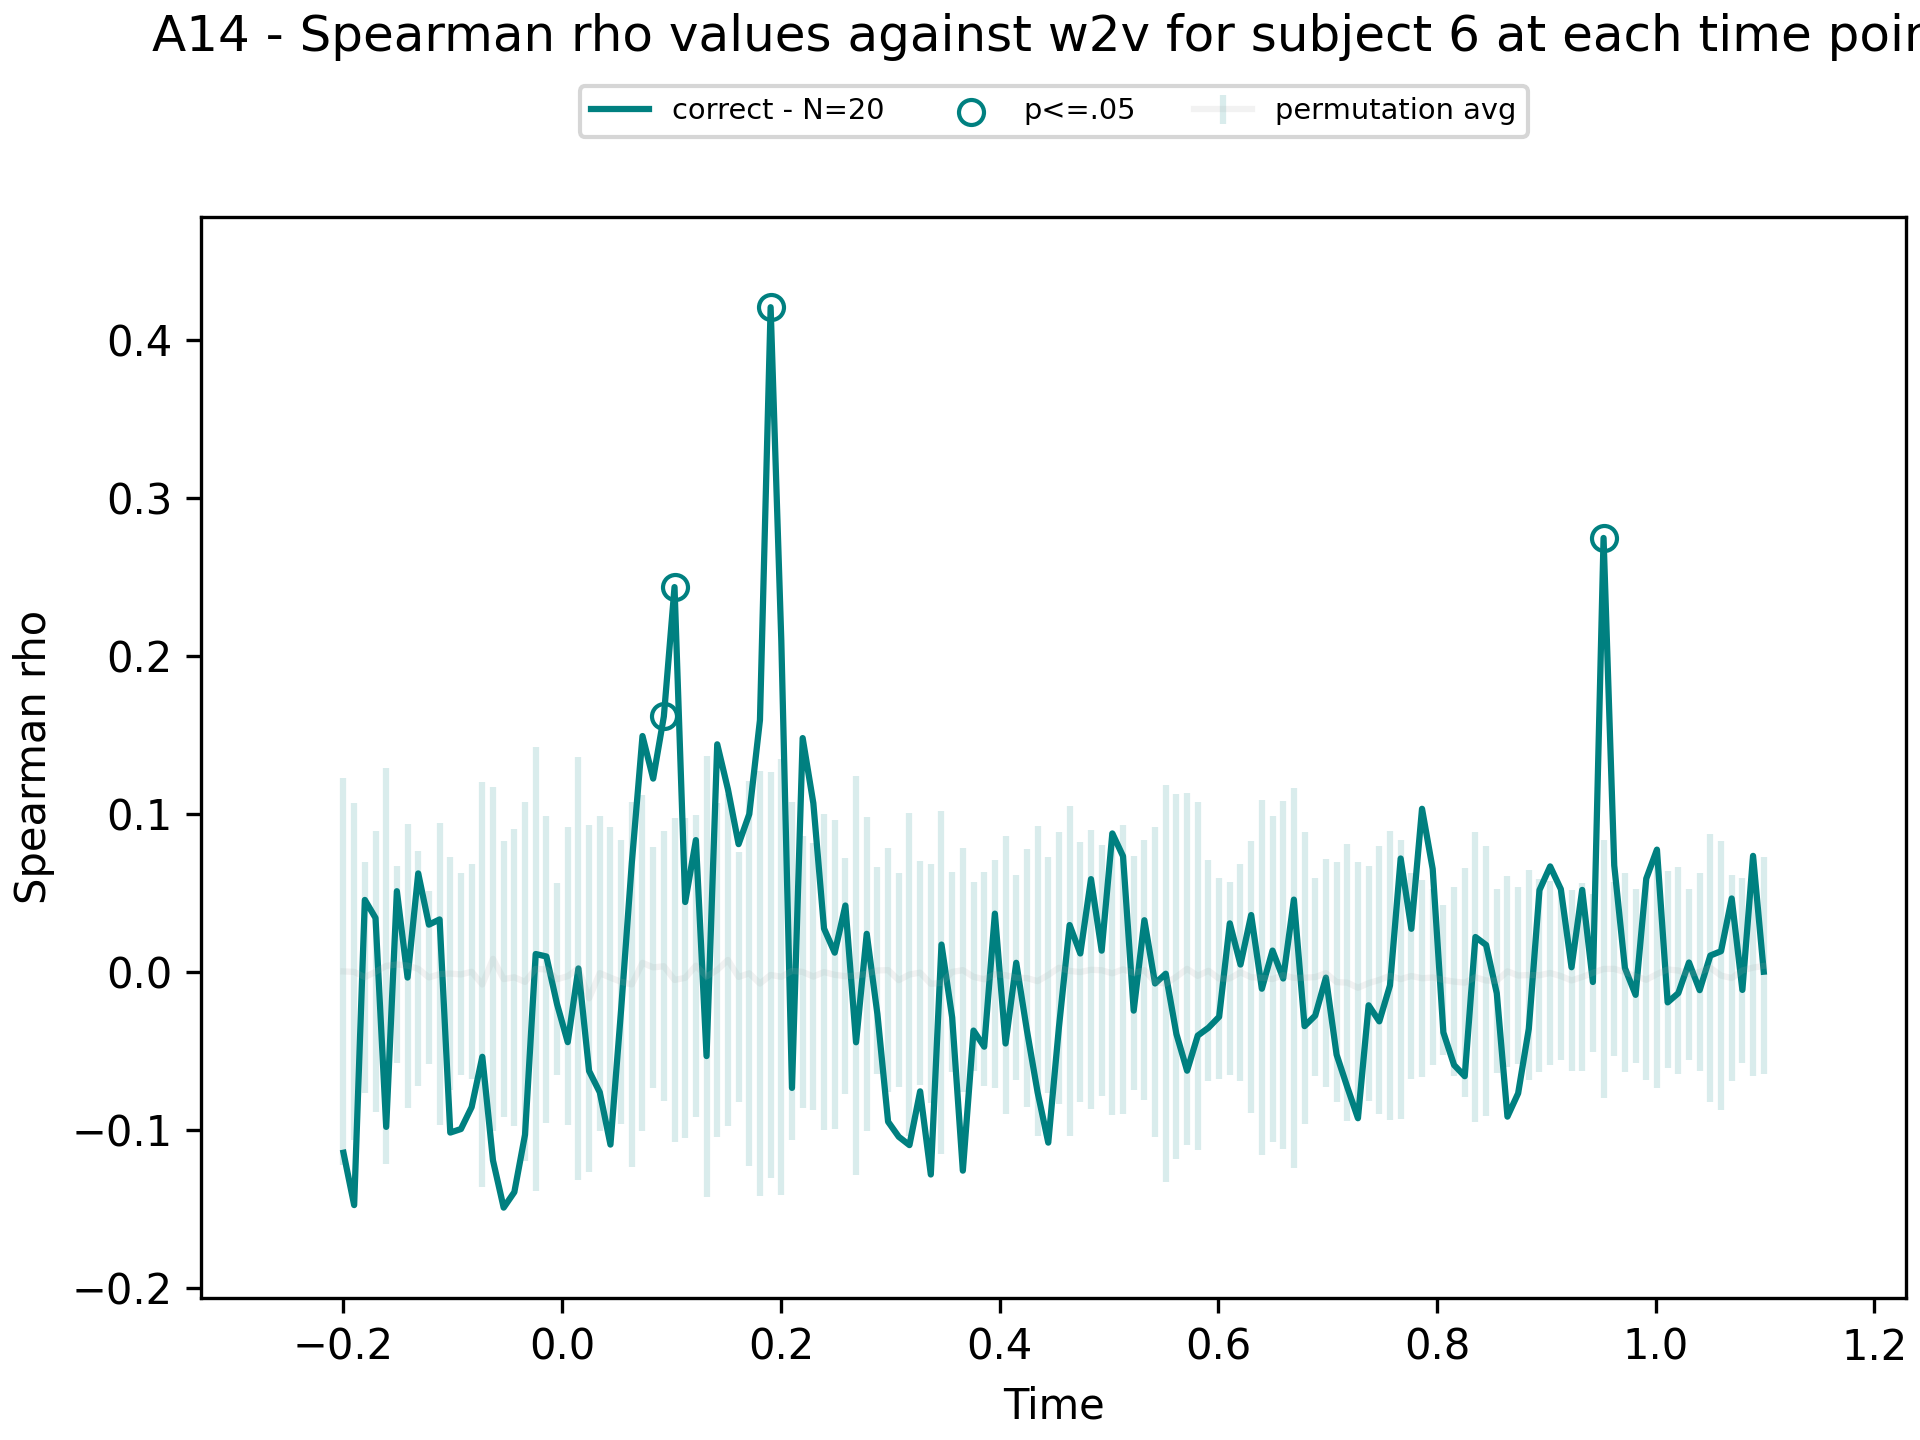 A14 - Spearman rho values against w2v for subject 6 at each time poin
correct - N=20 p<=.05 permutation avg
0.4
0.3
0.2
0.1
0.0
−0.1
−0.2
Spearman rho
−0.2 0.0 0.2 0.4 0.6 0.8 1.0 1.2
Time